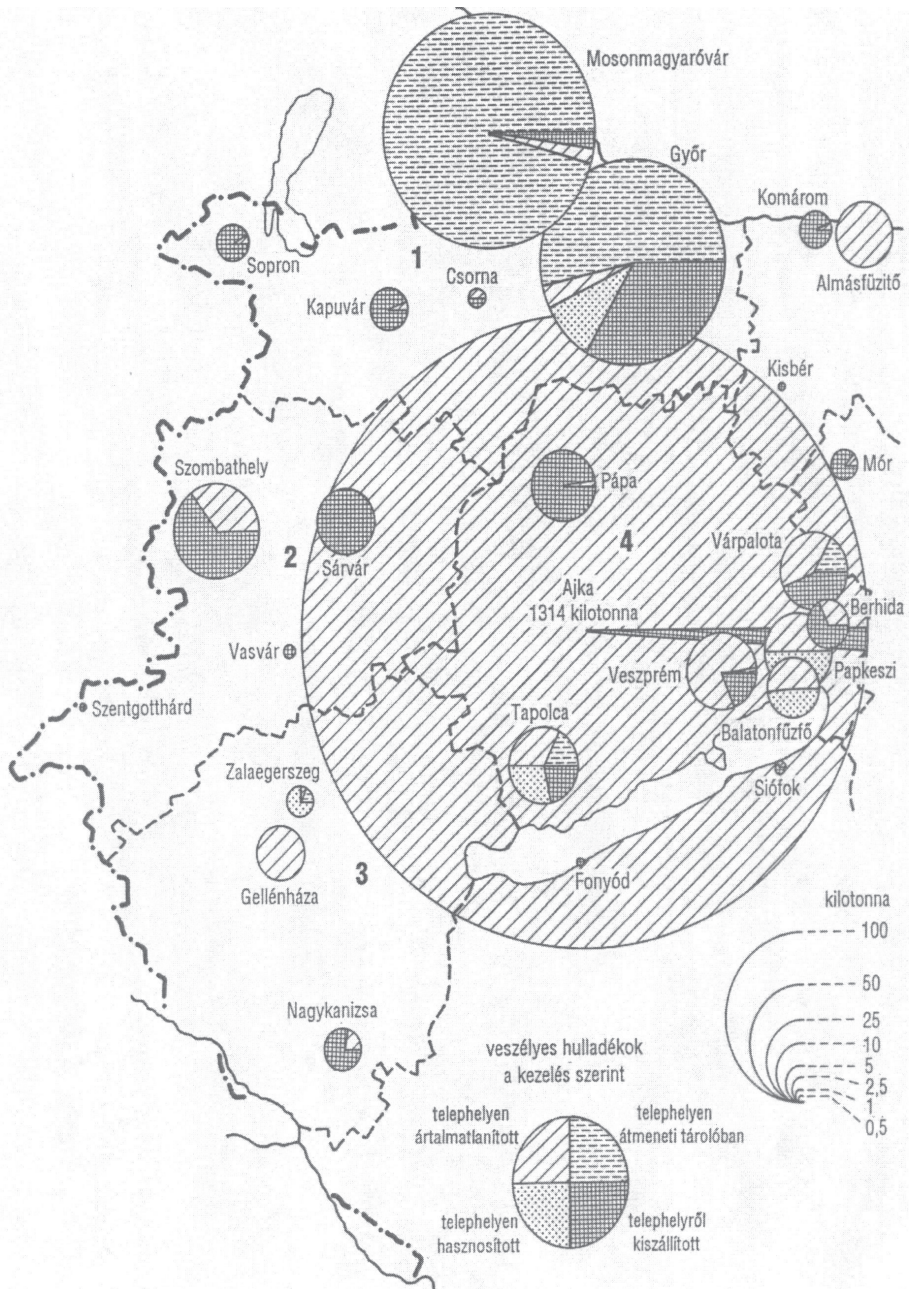 Mosonmagyaróvár
Győr
Komárom
Almásfüzitő
Sopron
1
Csorna
Kapuvár
Kisbér
Szombathely
Pápa
Mór
4
Várpalota
2
Sárvár
Ajka
1314 kilotonna
Berhida
Vasvár
Veszprém
Papkeszi
Szentgotthárd
Tapolca
Balatonfűzfő
Zalaegerszeg
Siófok
3
Fonyód
Gellénháza
kilotonna
100
50
25
10
5
2,5
1
0,5
Nagykanizsa
veszélyes hulladékok
a kezelés szerint
telephelyen
ártalmatlanított
telephelyen
átmeneti tárolóban
telephelyen
hasznosított
telephelyről
kiszállított